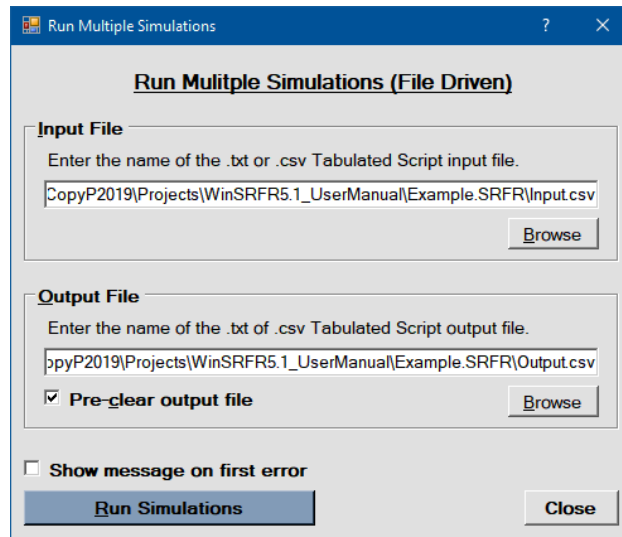 Run Multiple Simulations
Run Mulitple Simulations (File Driven)
Input File
Enter the name of the .txt or .csv Tabulated Script input file.
CopyP2019\Projects\WinSRFR5.1_UserManual\Example.SRFR\Input.csv
Browse
Output File
Enter the name of the .txt of .csv Tabulated Script output file.
opyP2019\Projects\WinSRFR5.1_UserManual\Example.SRFR\Output.csv
Pre-clear output file
Browse
Show message on first error
Run Simulations
Close